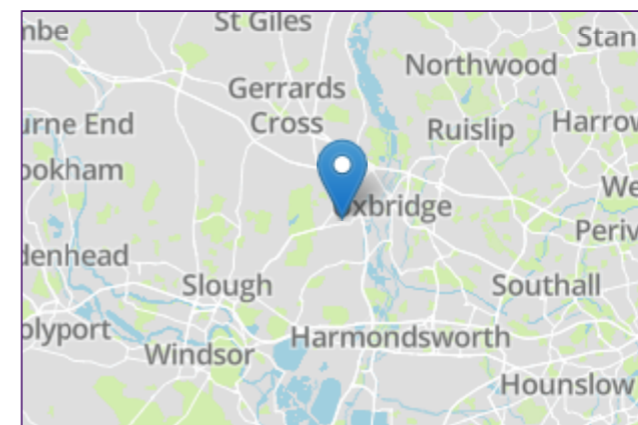 St Giles
nbe
Stan
Northwood
Gerrards
Cross
urne End
Ruislip
Harrow
ookham
We
Uxbridge
Periv
denhead
Slough
Southall
olyport
Windsor
Harmondsworth
Hounslow